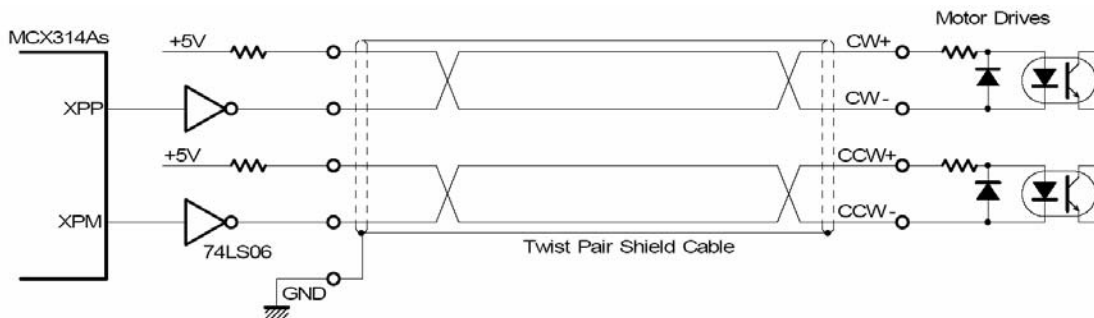 Motor Drives
MCX314As
+5V
CW+
XPP
CW-
+5V
CCW+
XPM
CCW-
74LS06
Twist Pair Shield Cable
GND